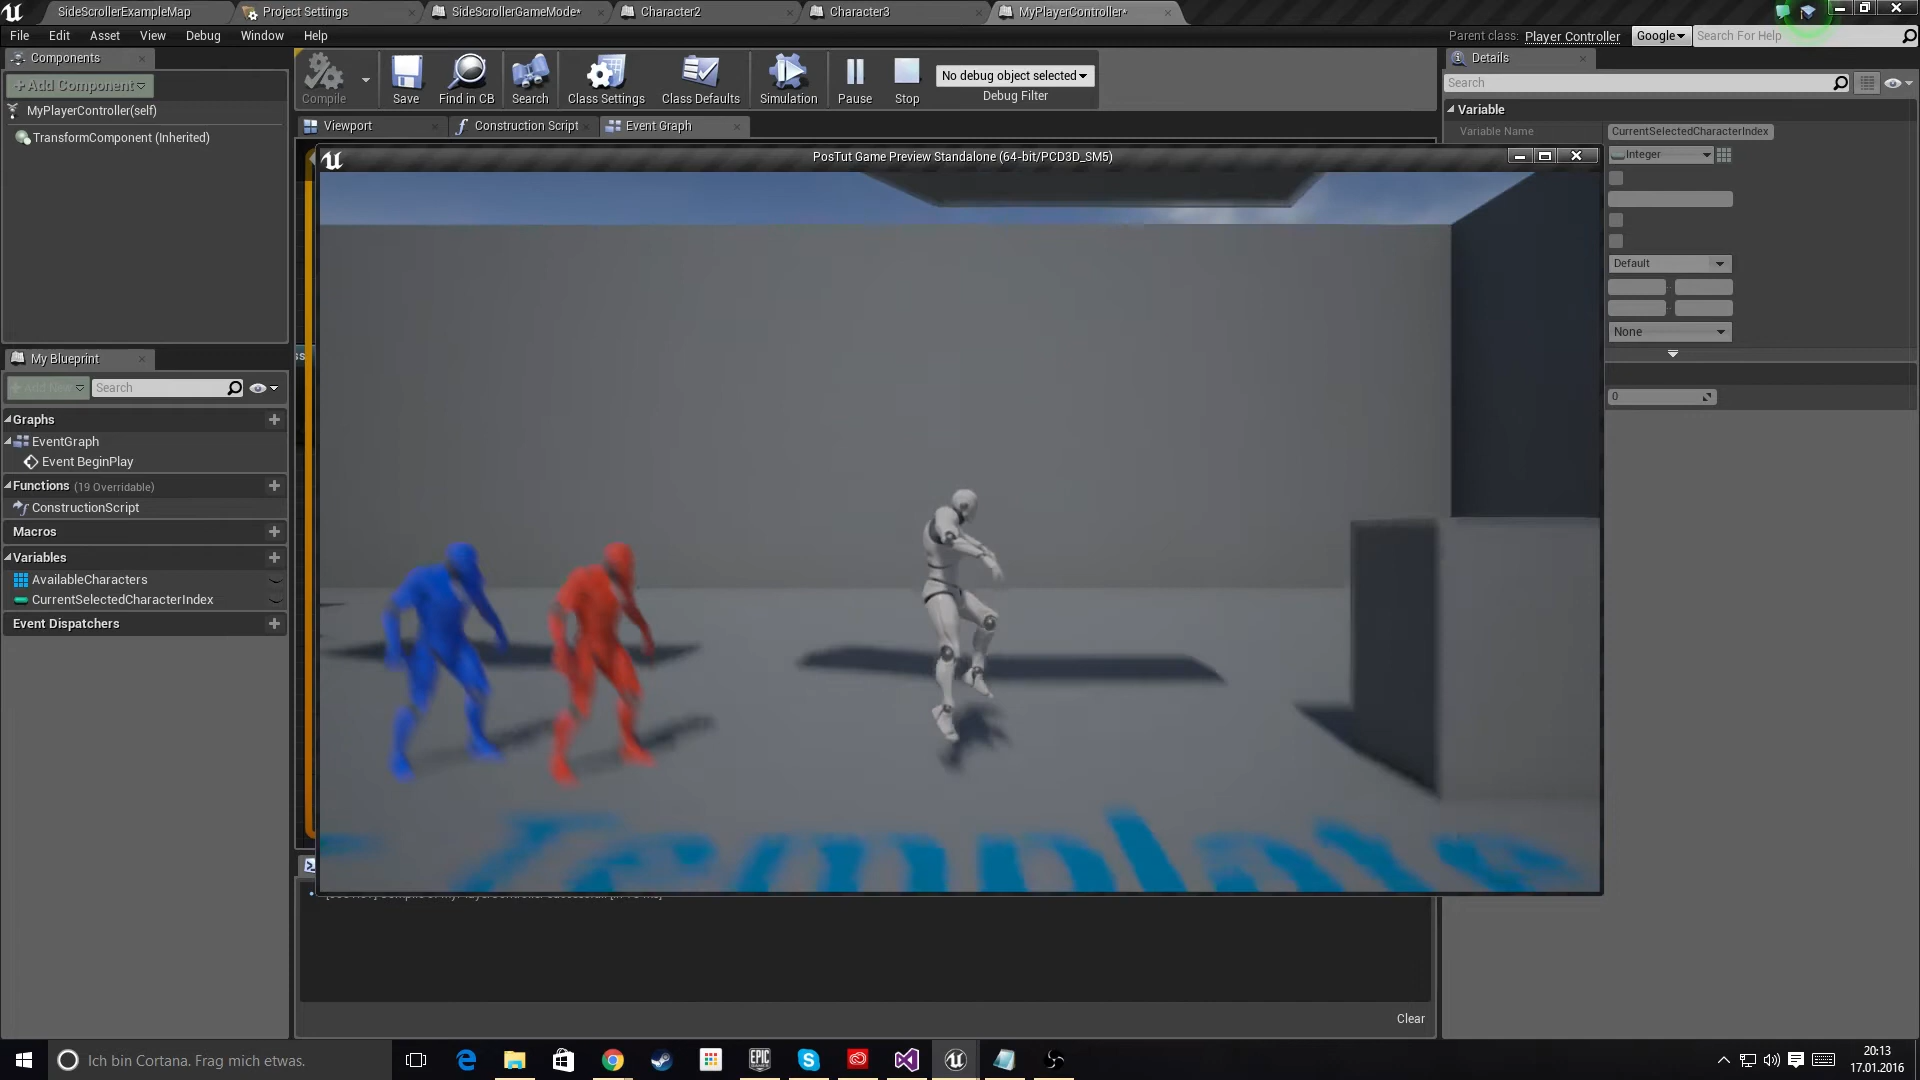 SideScrollerExampleMap
Project Settings
SideScrollerGameMode*
Character2
Character3
MyPlayerController*
File Edit Asset View Debug Window Help
Parent class: Player Controller
Google
Search For Help
Components
+Add Component
MyPlayerController(self)
TransformComponent (Inherited)
Compile
Save
Find in CB
Search
Class Settings
Class Defaults
Simulation
Pause
Stop
No debug object selected
Debug Filter
Viewport
Construction Script
Event Graph
PosTut Game Preview Standalone (64-bit/PCD3D_SM5)
Details
Search
Variable
Variable Name
CurrentSelectedCharacterIndex
Integer
Default
None
0
My Blueprint
Search
Graphs
EventGraph
Event BeginPlay
Functions (19 Overridable)
ConstructionScript
Macros
Variables
AvailableCharacters
CurrentSelectedCharacterIndex
Event Dispatchers
Template
Clear
Ich bin Cortana. Frag mich etwas.
EPIC
20:13
17.01.2016